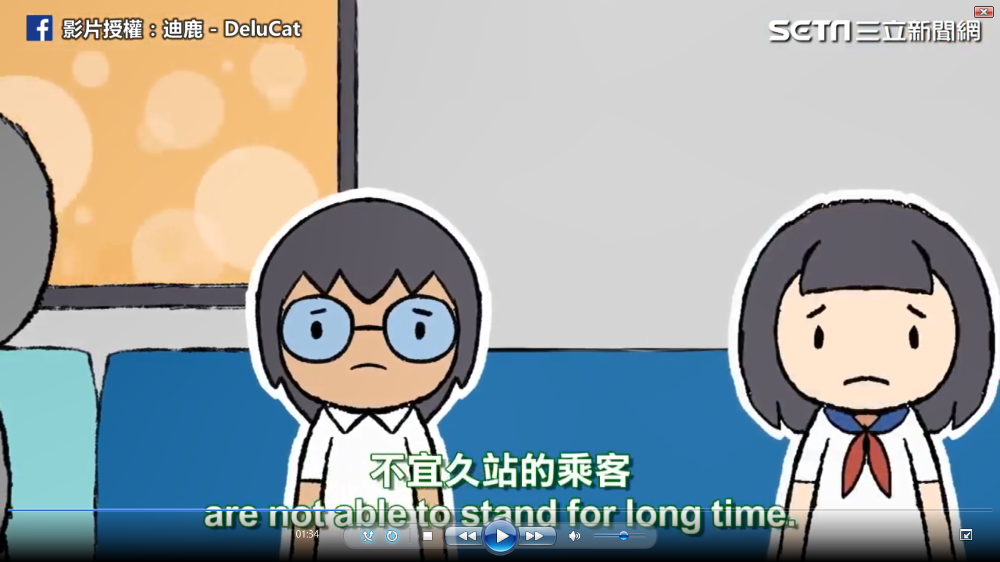 影片授權：迪鹿 - DeluCat
SETN三立新聞網
不宜久站的乘客
are not able to stand for long time.
01:34